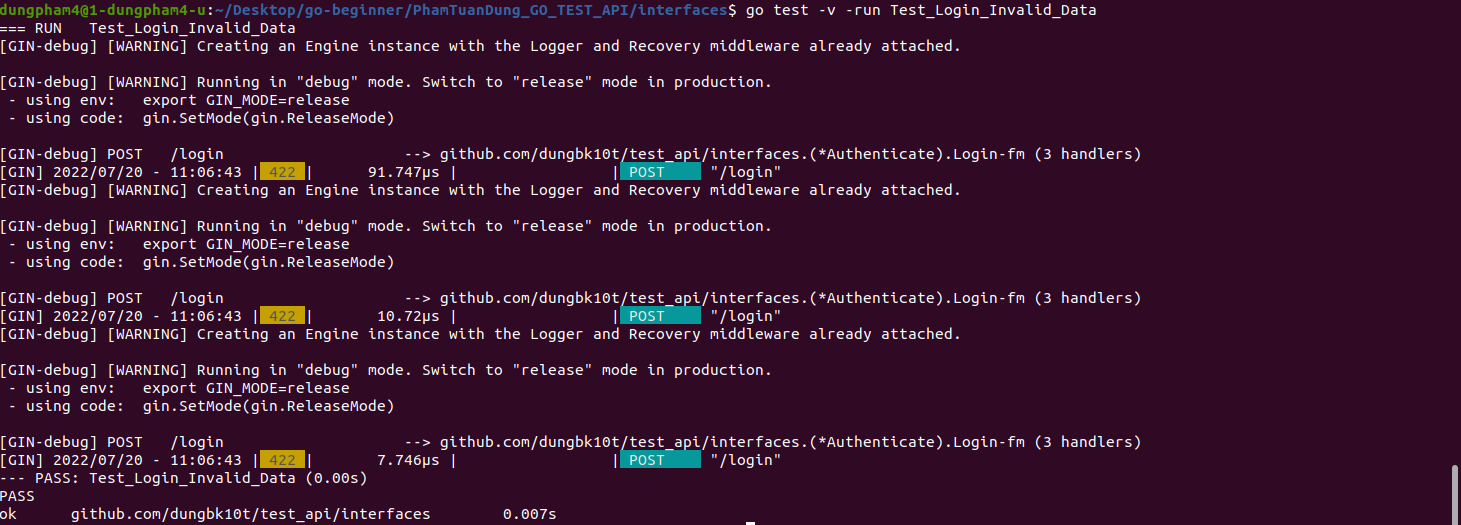 dungpham4@1-dungpham4-u:~/Desktop/go-beginner/PhamTuanDung_GO_TEST_API/interfaces$ go test -v -run Test_Login_Invalid_Data
=== RUN   Test_Login_Invalid_Data
[GIN-debug] [WARNING] Creating an Engine instance with the Logger and Recovery middleware already attached.
[GIN-debug] [WARNING] Running in "debug" mode. Switch to "release" mode in production.
 - using env:   export GIN_MODE=release
 - using code:  gin.SetMode(gin.ReleaseMode)
[GIN-debug] POST   /login                    --> github.com/dungbk10t/test_api/interfaces.(*Authenticate).Login-fm (3 handlers)
[GIN] 2022/07/20 - 11:06:43 | 422 |      91.747µs |                 | POST     "/login"
[GIN-debug] [WARNING] Creating an Engine instance with the Logger and Recovery middleware already attached.
[GIN-debug] [WARNING] Running in "debug" mode. Switch to "release" mode in production.
 - using env:   export GIN_MODE=release
 - using code:  gin.SetMode(gin.ReleaseMode)
[GIN-debug] POST   /login                    --> github.com/dungbk10t/test_api/interfaces.(*Authenticate).Login-fm (3 handlers)
[GIN] 2022/07/20 - 11:06:43 | 422 |       10.72µs |                 | POST     "/login"
[GIN-debug] [WARNING] Creating an Engine instance with the Logger and Recovery middleware already attached.
[GIN-debug] [WARNING] Running in "debug" mode. Switch to "release" mode in production.
 - using env:   export GIN_MODE=release
 - using code:  gin.SetMode(gin.ReleaseMode)
[GIN-debug] POST   /login                    --> github.com/dungbk10t/test_api/interfaces.(*Authenticate).Login-fm (3 handlers)
[GIN] 2022/07/20 - 11:06:43 | 422 |       7.746µs |                 | POST     "/login"
--- PASS: Test_Login_Invalid_Data (0.00s)
PASS
ok      github.com/dungbk10t/test_api/interfaces        0.007s